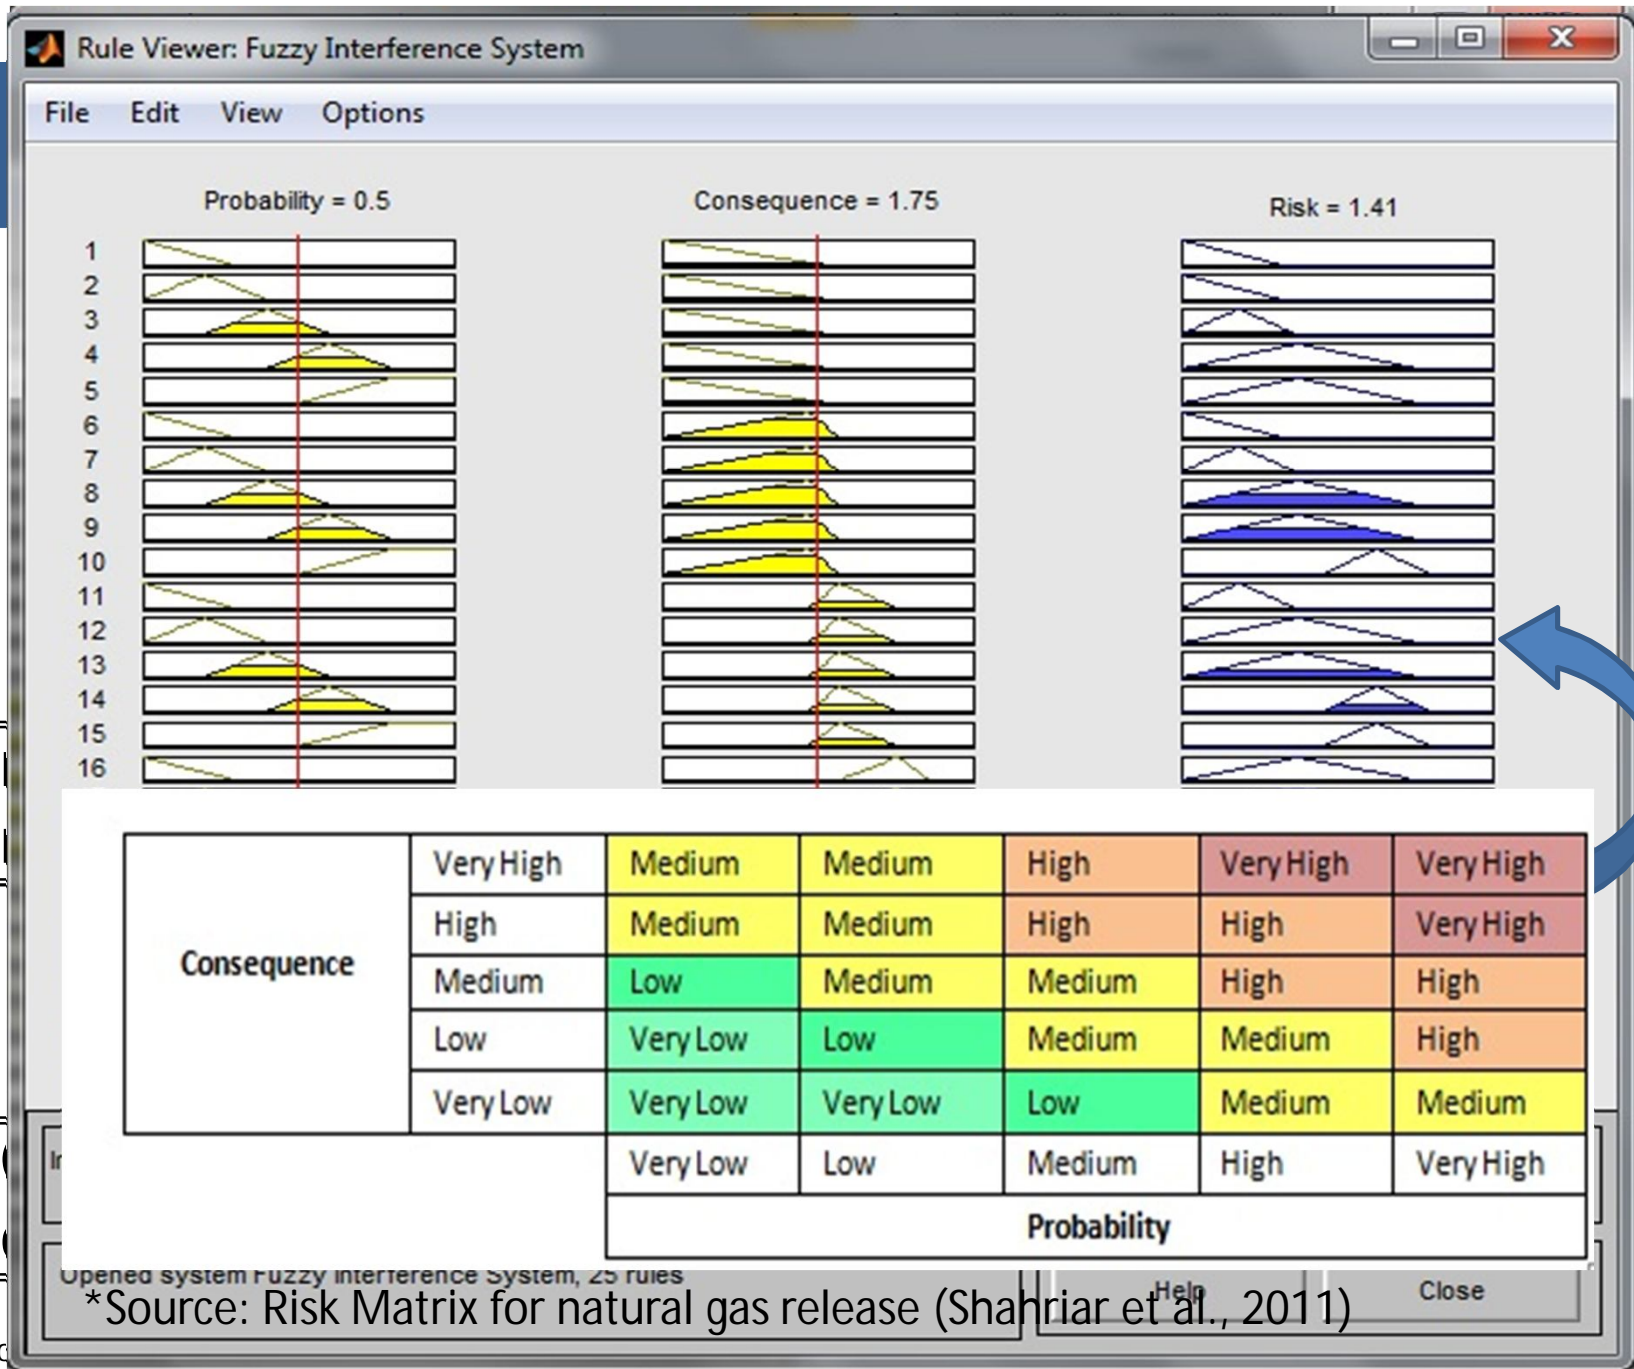 Rule Viewer: Fuzzy Interference System
File Edit View Options
Probability = 0.5 Consequence = 1.75 Risk = 1.41
1
2
3
4
5
6
7
8
9
10
11
12
13
14
15
16
Very High Medium Medium High Very High Very High
High Medium Medium High High Very High
Consequence
Medium Low Medium Medium High High
Low Very Low Low Medium Medium High
Very Low Very Low Very Low Low Medium Medium
Very Low Low Medium High Very High
Probability
Opened system Fuzzy Interference System, 25 rules
Help Close
*Source: Risk Matrix for natural gas release (Shahriar et al., 2011)